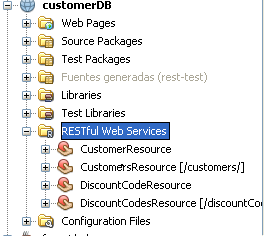 customerDB
Web Pages
Source Packages
Test Packages
Fuentes generadas (rest-test)
Libraries
Test Libraries
RESTful Web Services
CustomerResource
CustomersResource [/customers/]
DiscountCodeResource
DiscountCodesResource [/discountCo
Configuration Files